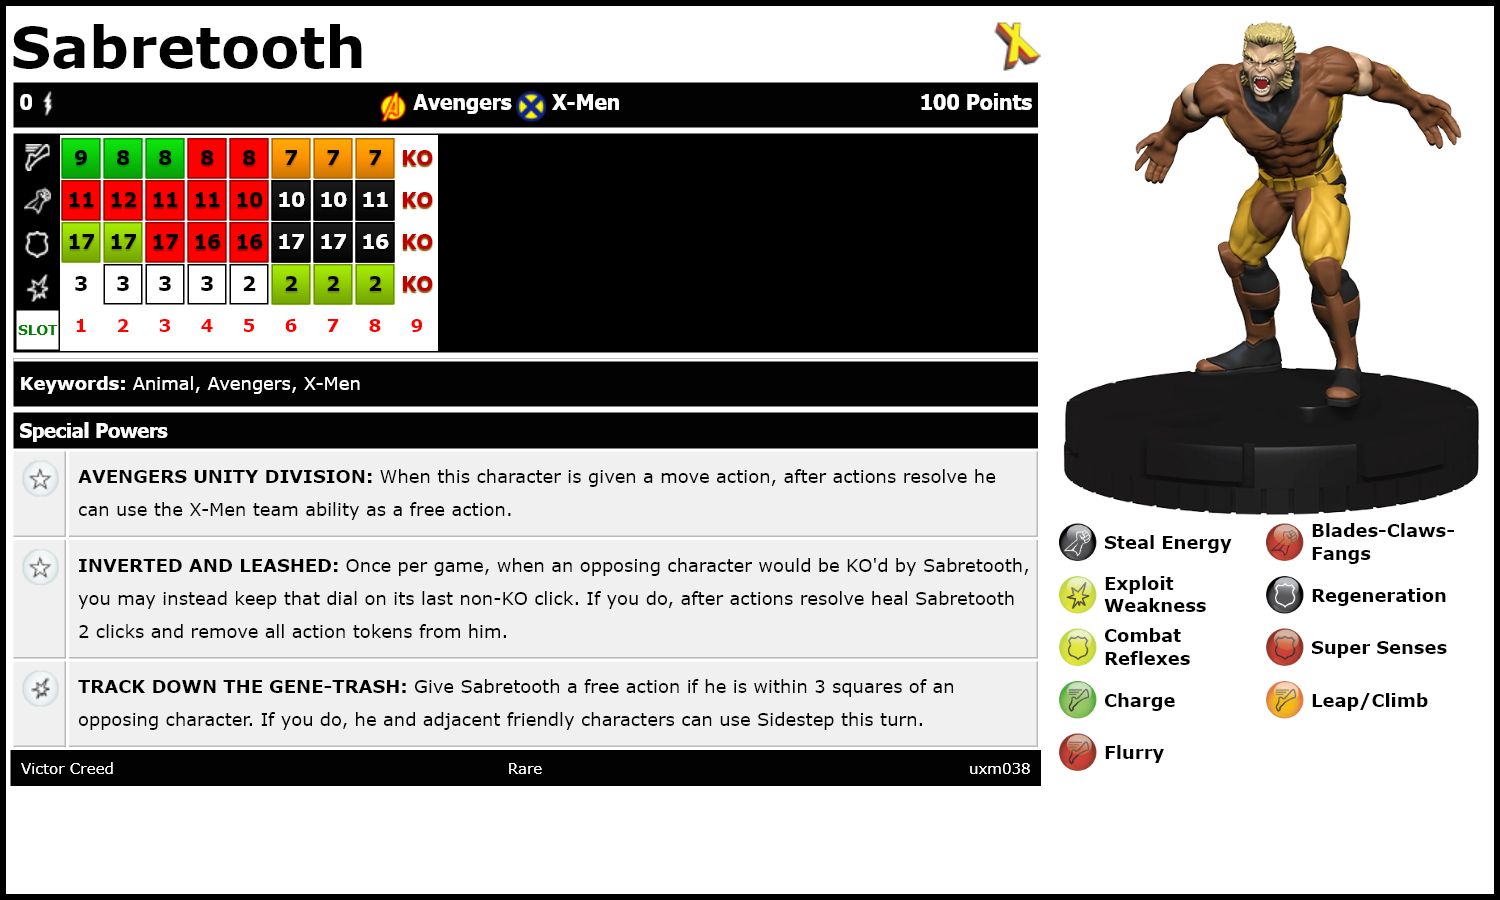 Sabretooth
0 Avengers X-Men 100 Points
9 8 8 8 8 7 7 7 KO
11 12 11 11 10 10 10 11 KO
17 17 17 16 16 17 17 16 KO
3 3 3 3 2 2 2 2 KO
SLOT 1 2 3 4 5 6 7 8 9
Keywords: Animal, Avengers, X-Men
Special Powers
AVENGERS UNITY DIVISION: When this character is given a move action, after actions resolve he
can use the X-Men team ability as a free action.
INVERTED AND LEASHED: Once per game, when an opposing character would be KO'd by Sabretooth,
you may instead keep that dial on its last non-KO click. If you do, after actions resolve heal Sabretooth
2 clicks and remove all action tokens from him.
TRACK DOWN THE GENE-TRASH: Give Sabretooth a free action if he is within 3 squares of an
opposing character. If you do, he and adjacent friendly characters can use Sidestep this turn.
Victor Creed Rare uxm038
Steal Energy
Blades-Claws-
Fangs
Exploit
Weakness
Regeneration
Combat
Reflexes
Super Senses
Charge
Leap/Climb
Flurry